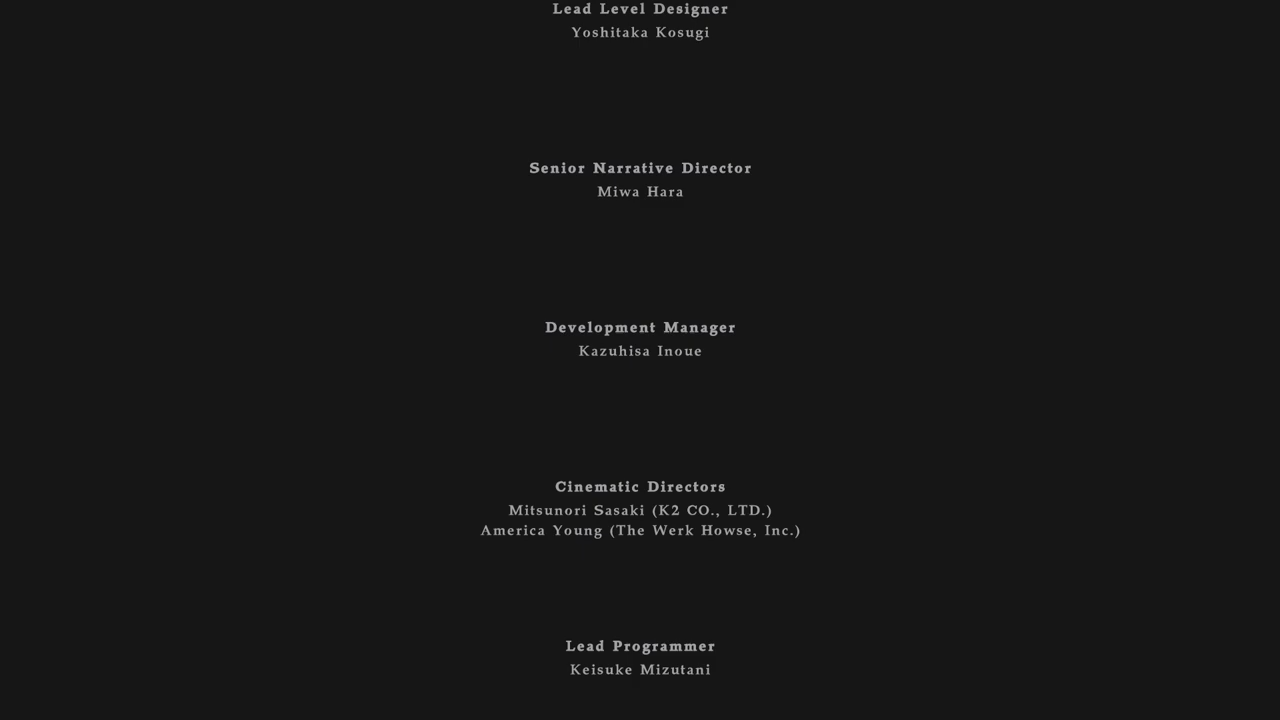 Lead Level Designer
Yoshitaka Kosugi
Senior Narrative Director
Miwa Hara
Development Manager
Kazuhisa Inoue
Cinematic Directors
Mitsunori Sasaki (K2 CO., LTD.)
America Young (The Werk Howse, Inc.)
Lead Programmer
Keisuke Mizutani